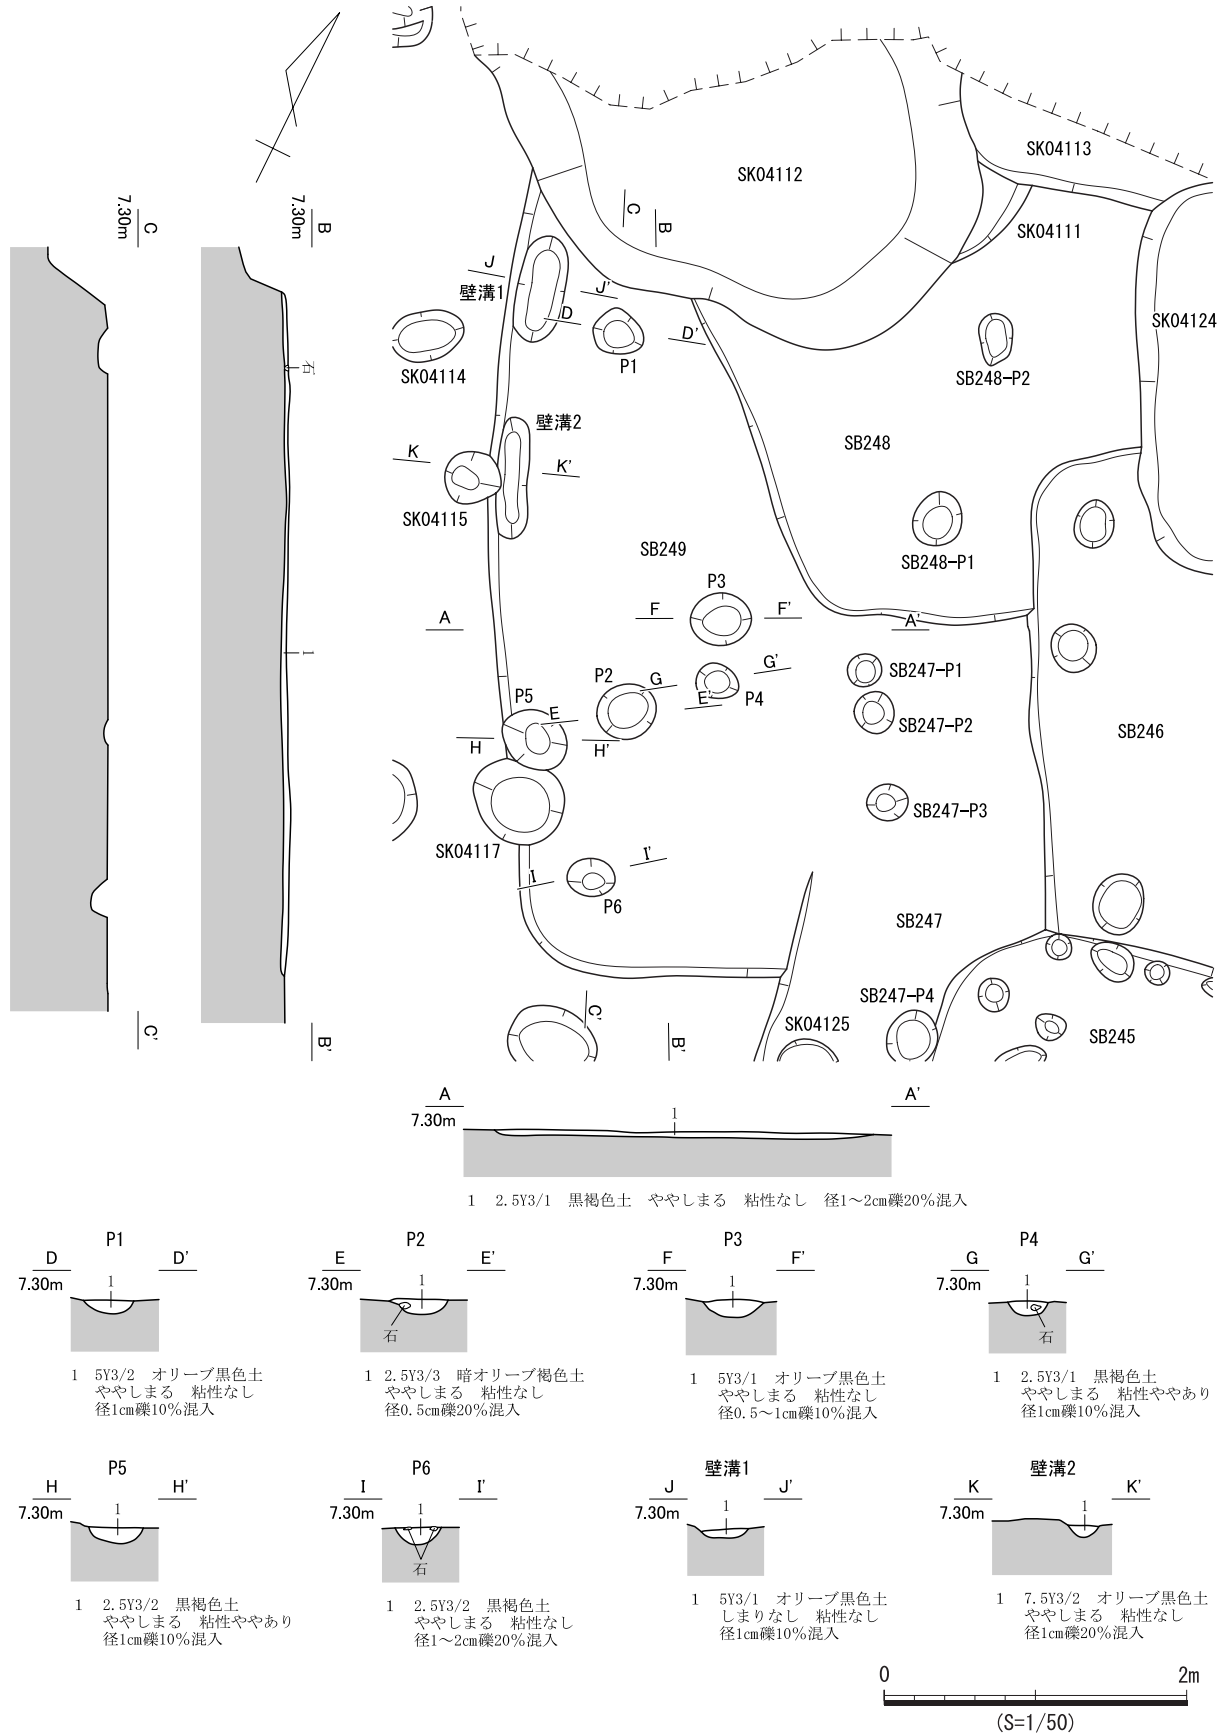 SK04112
SK04113
SK04111
SK04124
C
7.30m
B
7.30m
C
B
J
壁溝1
J'
D
D'
P1
SK04114
SB248-P2
石
壁溝2
SB248
K
K'
SK04115
SB249
SB248-P1
P3
F
F'
A
A'
1
P2
G
G'
SB247-P1
P5
E
E'
P4
SB247-P2
SB246
H
H'
SB247-P3
SK04117
I
I'
P6
SB247
C'
B'
C'
B'
SB247-P4
SK04125
SB245
A
A'
7.30m
1
1 2.5Y3/1 黒褐色土 ややしまる 粘性なし 径1~2cm礫20%混入
P1
D
D'
7.30m
1
1 5Y3/2 オリーブ黒色土
ややしまる 粘性なし
径1cm礫10%混入
P2
E
E'
7.30m
1
石
1 2.5Y3/3 暗オリーブ褐色土
ややしまる 粘性なし
径0.5cm礫20%混入
P3
F
F'
7.30m
1
1 5Y3/1 オリーブ黒色土
ややしまる 粘性なし
径0.5~1cm礫10%混入
P4
G
G'
7.30m
1
石
1 2.5Y3/1 黒褐色土
ややしまる 粘性ややあり
径1cm礫10%混入
P5
H
H'
7.30m
1
1 2.5Y3/2 黒褐色土
ややしまる 粘性ややあり
径1cm礫10%混入
P6
I
I'
7.30m
1
石
1 2.5Y3/2 黒褐色土
ややしまる 粘性なし
径1~2cm礫20%混入
壁溝1
J
J'
7.30m
1
1 5Y3/1 オリーブ黒色土
しまりなし 粘性なし
径1cm礫10%混入
壁溝2
K
K'
7.30m
1
1 7.5Y3/2 オリーブ黒色土
ややしまる 粘性なし
径1cm礫20%混入
0
2m
(S=1/50)